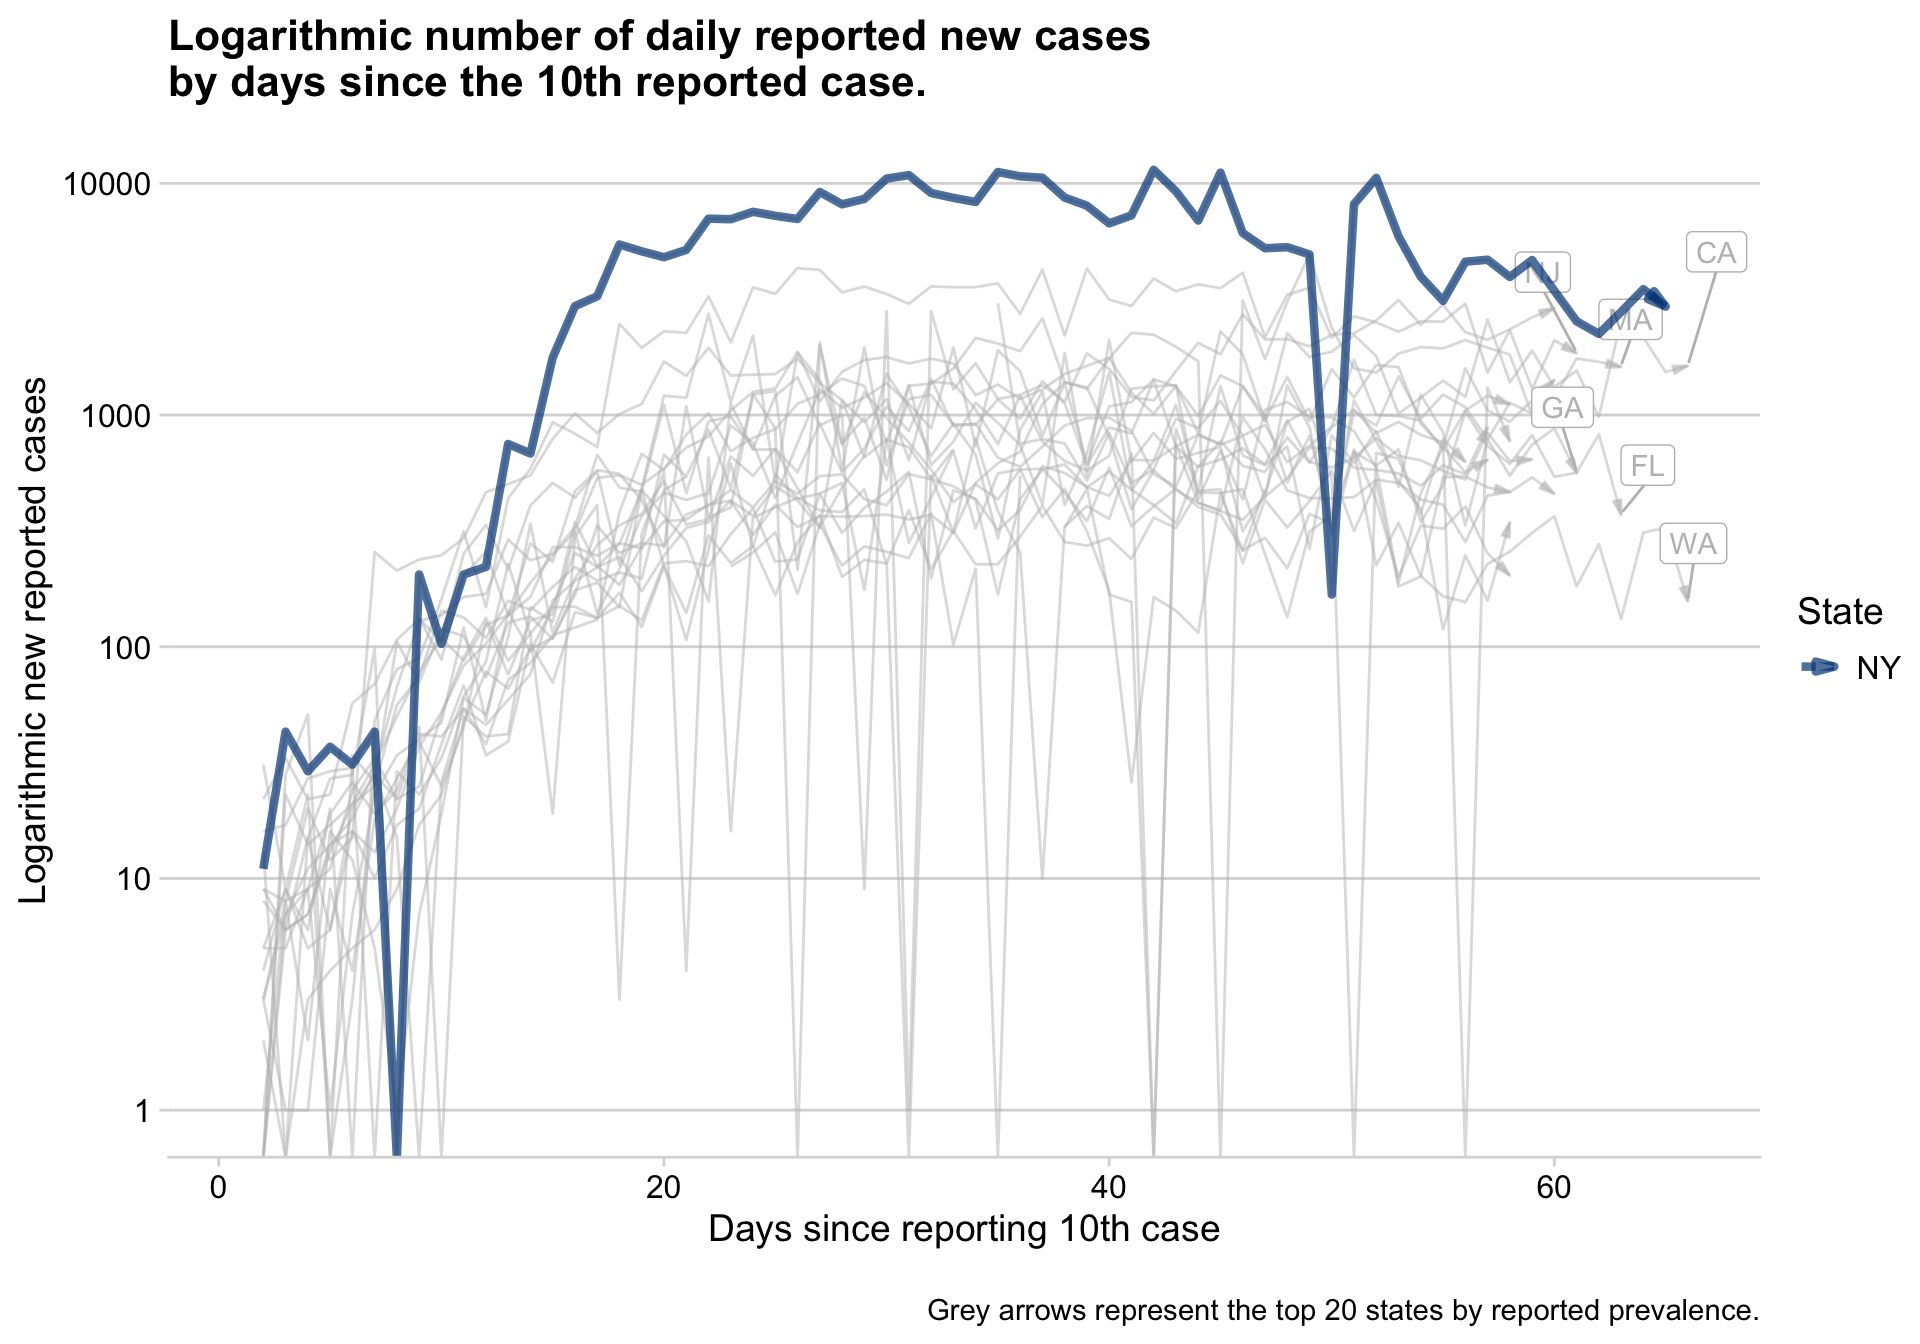 Logarithmic number of daily reported new cases
by days since the 10th reported case.
Logarithmic new reported cases
10000
1000
100
10
1
NJ
CA
MA
GA
FL
WA
State
NY
0
20
40
60
Days since reporting 10th case
Grey arrows represent the top 20 states by reported prevalence.